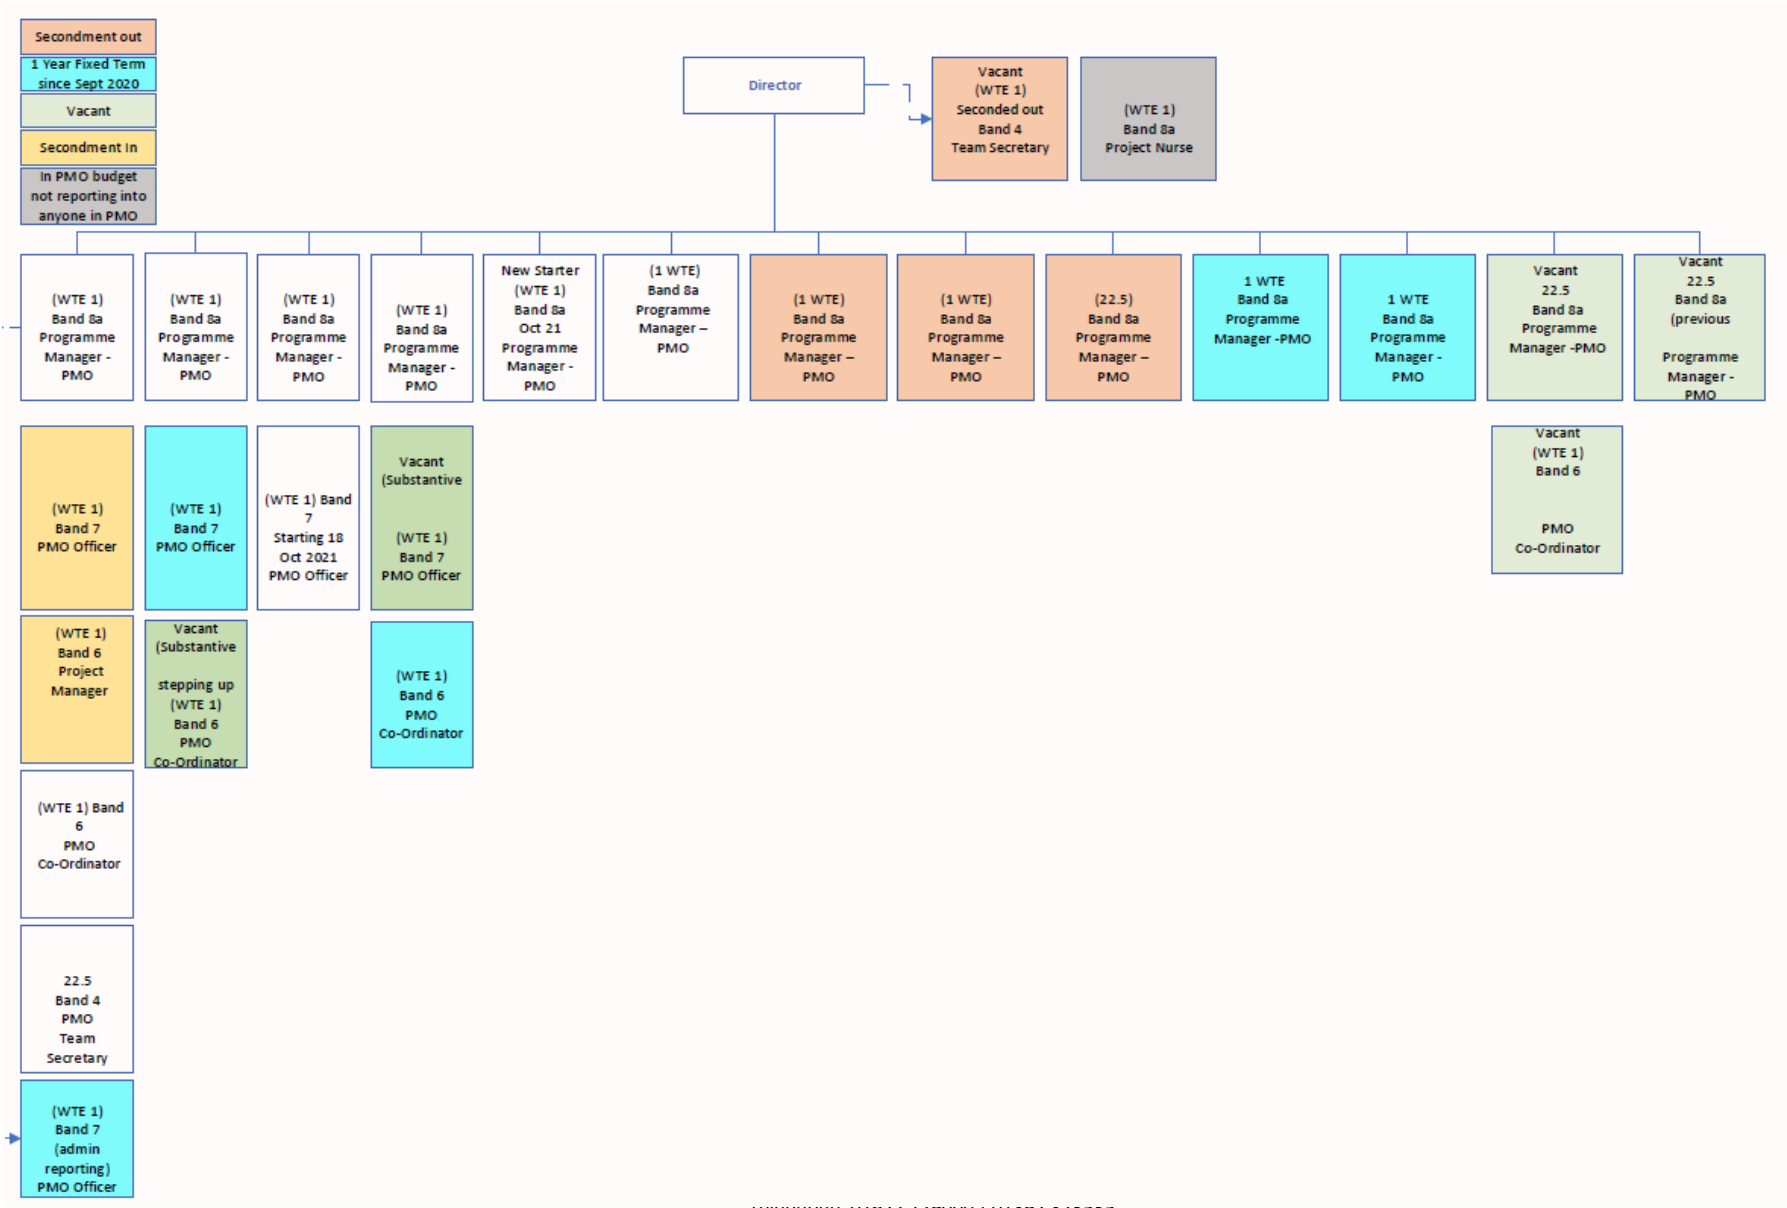 Secondment out
1 Year Fixed Term
since Sept 2020
Vacant
Secondment In
In PMO budget
not reporting into
anyone in PMO
Director
Vacant
(WTE 1)
Seconded out
Band 4
Team Secretary
(WTE 1)
Band 8a
Project Nurse
(WTE 1)
Band 8a
Programme
Manager -
PMO
(WTE 1)
Band 8a
Programme
Manager -
PMO
(WTE 1)
Band 8a
Programme
Manager -
PMO
(WTE 1)
Band 8a
Programme
Manager -
PMO
New Starter
(WTE 1)
Band 8a
Oct 21
Programme
Manager -
PMO
(1 WTE)
Band 8a
Programme
Manager –
PMO
(1 WTE)
Band 8a
Programme
Manager –
PMO
(1 WTE)
Band 8a
Programme
Manager –
PMO
(22.5)
Band 8a
Programme
Manager –
PMO
1 WTE
Band 8a
Programme
Manager -PMO
1 WTE
Band 8a
Programme
Manager -
PMO
Vacant
22.5
Band 8a
Programme
Manager -PMO
Vacant
22.5
Band 8a
(previous
Programme
Manager -
PMO
(WTE 1)
Band 7
PMO Officer
(WTE 1)
Band 7
PMO Officer
(WTE 1) Band
7
Starting 18
Oct 2021
PMO Officer
Vacant
(Substantive
(WTE 1)
Band 7
PMO Officer
Vacant
(WTE 1)
Band 6
PMO
Co-Ordinator
(WTE 1)
Band 6
Project
Manager
Vacant
(Substantive
stepping up
(WTE 1)
Band 6
PMO
Co-Ordinator
(WTE 1)
Band 6
PMO
Co-Ordinator
(WTE 1) Band
6
PMO
Co-Ordinator
22.5
Band 4
PMO
Team
Secretary
(WTE 1)
Band 7
(admin
reporting)
PMO Officer